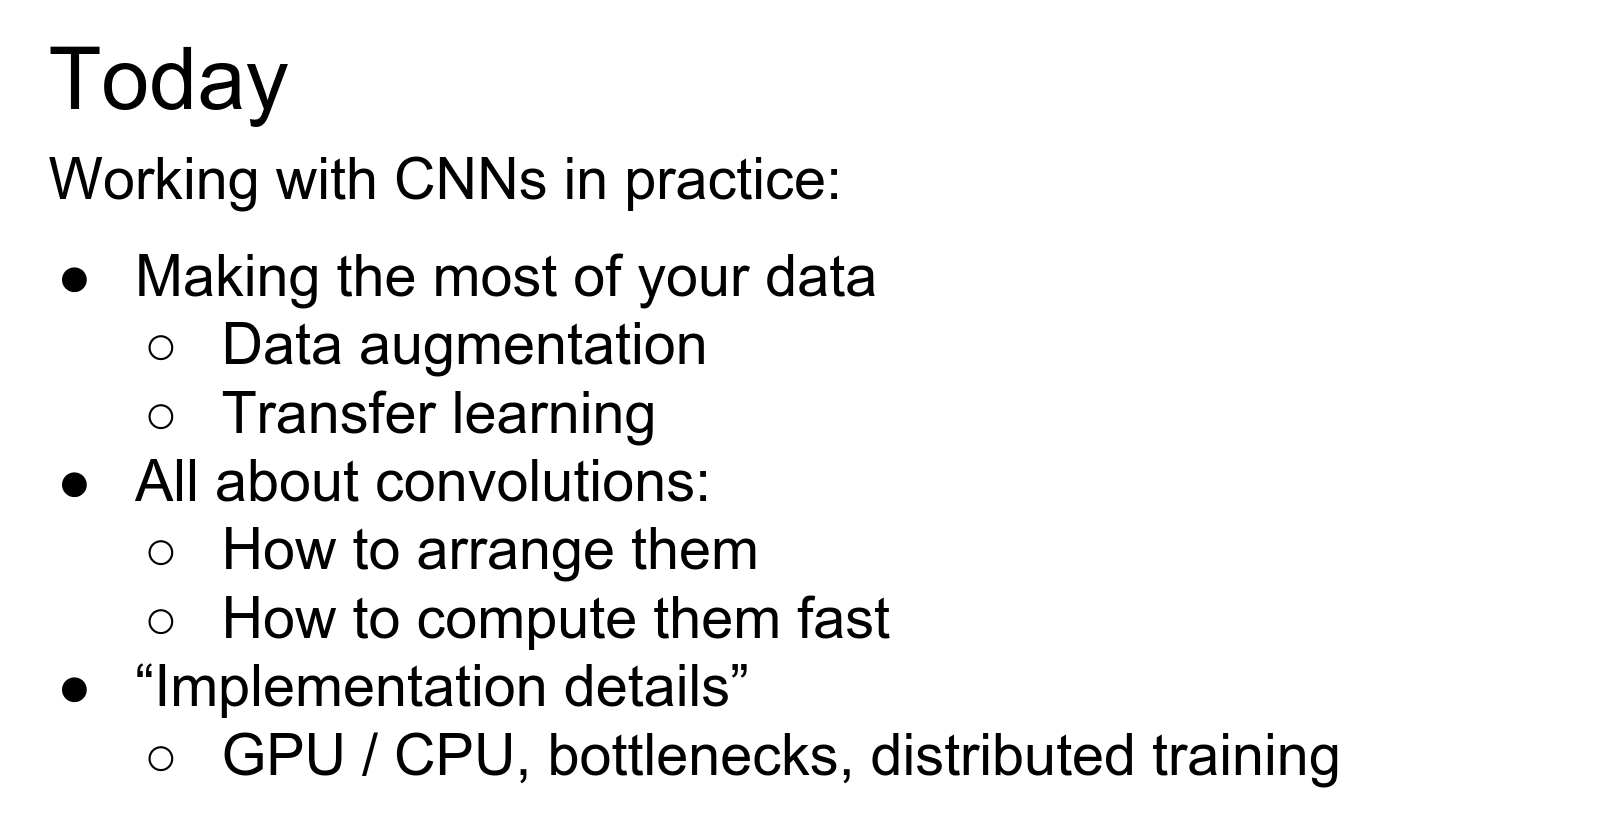 Today
Working with CNNs in practice:
● Making the most of your data
○ Data augmentation
○ Transfer learning
● All about convolutions:
○ How to arrange them
○ How to compute them fast
● “Implementation details”
○ GPU / CPU, bottlenecks, distributed training